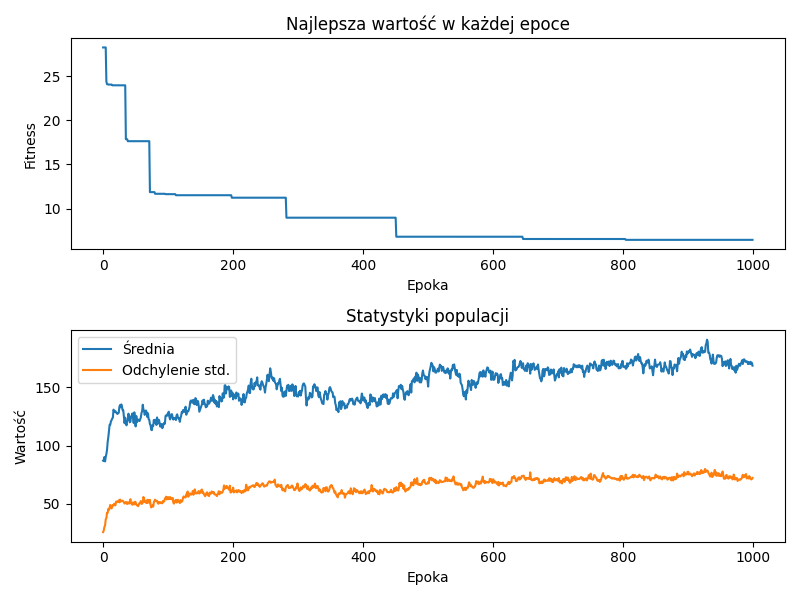 Najlepsza wartość w każdej epoce
25
20
15
10
Fitness
0 200 400 600 800 1000
Epoka
Statystyki populacji
Średnia
Odchylenie std.
150
100
50
Wartość
0 200 400 600 800 1000
Epoka